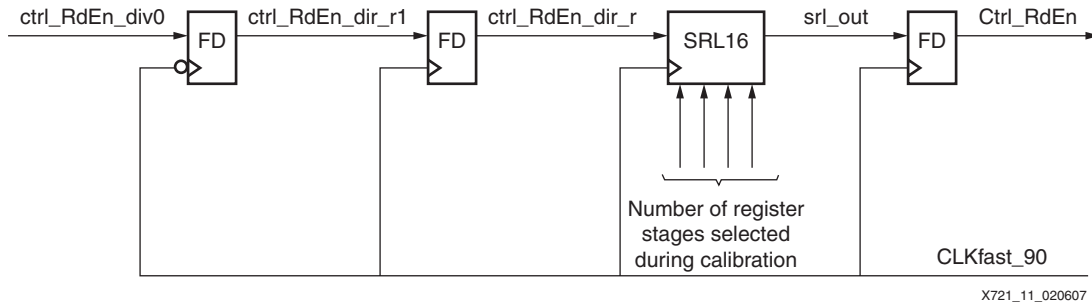 ctrl_RdEn_div0
ctrl_RdEn_dir_r1
ctrl_RdEn_dir_r
srl_out
Ctrl_RdEn
FD
FD
SRL16
FD
Number of register
stages selected
during calibration
CLKfast_90
X721_11_020607